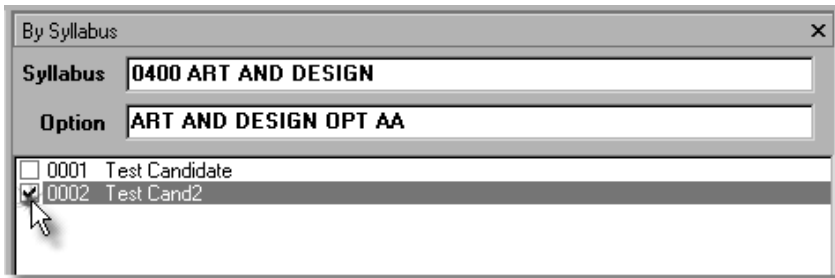 By Syllabus
Syllabus 0400 ART AND DESIGN
Option ART AND DESIGN OPT AA
0001 Test Candidate
0002 Test Cand2